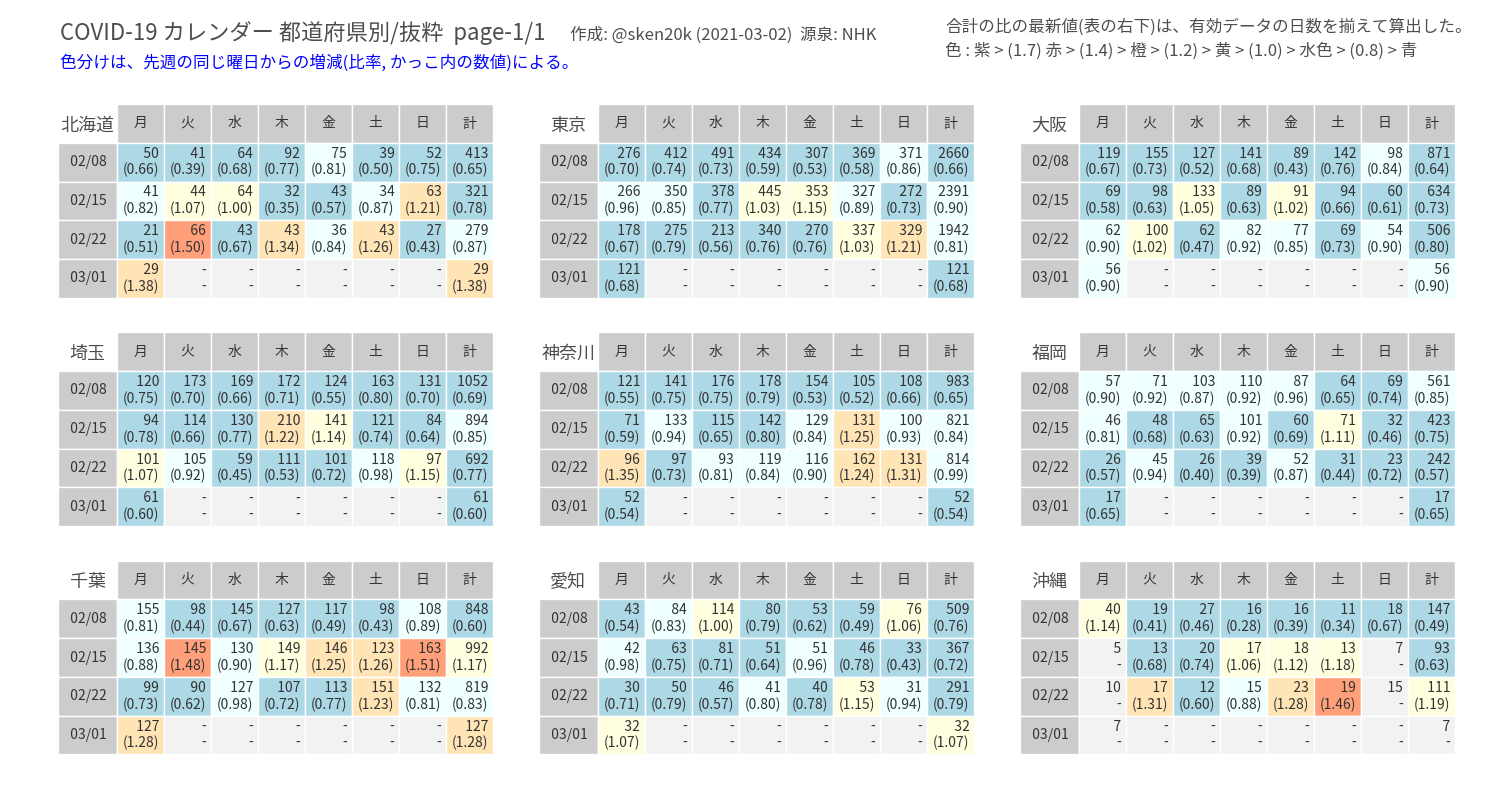 COVID-19 カレンダー 都道府県別/抜粋 page-1/1 作成: @sken20k (2021-03-02) 源泉: NHK
色分けは、先週の同じ曜日からの増減(比率, かっこ内の数値)による。
合計の比の最新値(表の右下)は、有効データの日数を揃えて算出した。
色 : 紫 > (1.7) 赤 > (1.4) > 橙 > (1.2) > 黄 > (1.0) > 水色 > (0.8) > 青
北海道 月 火 水 木 金 土 日 計
02/08 50 41 64 92 75 39 52 413
(0.66) (0.39) (0.68) (0.77) (0.81) (0.50) (0.75) (0.65)
02/15 41 44 64 32 43 34 63 321
(0.82) (1.07) (1.00) (0.35) (0.57) (0.87) (1.21) (0.78)
02/22 21 66 43 43 36 43 27 279
(0.51) (1.50) (0.67) (1.34) (0.84) (1.26) (0.43) (0.87)
03/01 29 - - - - - - 29
(1.38) - - - - - - (1.38)
東京 月 火 水 木 金 土 日 計
02/08 276 412 491 434 307 369 371 2660
(0.70) (0.74) (0.73) (0.59) (0.53) (0.58) (0.86) (0.66)
02/15 266 350 378 445 353 327 272 2391
(0.96) (0.85) (0.77) (1.03) (1.15) (0.89) (0.73) (0.90)
02/22 178 275 213 340 270 337 329 1942
(0.67) (0.79) (0.56) (0.76) (0.76) (1.03) (1.21) (0.81)
03/01 121 - - - - - - 121
(0.68) - - - - - - (0.68)
大阪 月 火 水 木 金 土 日 計
02/08 119 155 127 141 89 142 98 871
(0.67) (0.73) (0.52) (0.68) (0.43) (0.76) (0.84) (0.64)
02/15 69 98 133 89 91 94 60 634
(0.58) (0.63) (1.05) (0.63) (1.02) (0.66) (0.61) (0.73)
02/22 62 100 62 82 77 69 54 506
(0.90) (1.02) (0.47) (0.92) (0.85) (0.73) (0.90) (0.80)
03/01 56 - - - - - - 56
(0.90) - - - - - - (0.90)
埼玉 月 火 水 木 金 土 日 計
02/08 120 173 169 172 124 163 131 1052
(0.75) (0.70) (0.66) (0.71) (0.55) (0.80) (0.70) (0.69)
02/15 94 114 130 210 141 121 84 894
(0.78) (0.66) (0.77) (1.22) (1.14) (0.74) (0.64) (0.85)
02/22 101 105 59 111 101 118 97 692
(1.07) (0.92) (0.45) (0.53) (0.72) (0.98) (1.15) (0.77)
03/01 61 - - - - - - 61
(0.60) - - - - - - (0.60)
神奈川 月 火 水 木 金 土 日 計
02/08 121 141 176 178 154 105 108 983
(0.55) (0.75) (0.75) (0.79) (0.53) (0.52) (0.66) (0.65)
02/15 71 133 115 142 129 131 100 821
(0.59) (0.94) (0.65) (0.80) (0.84) (1.25) (0.93) (0.84)
02/22 96 97 93 119 116 162 131 814
(1.35) (0.73) (0.81) (0.84) (0.90) (1.24) (1.31) (0.99)
03/01 52 - - - - - - 52
(0.54) - - - - - - (0.54)
福岡 月 火 水 木 金 土 日 計
02/08 57 71 103 110 87 64 69 561
(0.90) (0.92) (0.87) (0.92) (0.96) (0.65) (0.74) (0.85)
02/15 46 48 65 101 60 71 32 423
(0.81) (0.68) (0.63) (0.92) (0.69) (1.11) (0.46) (0.75)
02/22 26 45 26 39 52 31 23 242
(0.57) (0.94) (0.40) (0.39) (0.87) (0.44) (0.72) (0.57)
03/01 17 - - - - - - 17
(0.65) - - - - - - (0.65)
千葉 月 火 水 木 金 土 日 計
02/08 155 98 145 127 117 98 108 848
(0.81) (0.44) (0.67) (0.63) (0.49) (0.43) (0.89) (0.60)
02/15 136 145 130 149 146 123 163 992
(0.88) (1.48) (0.90) (1.17) (1.25) (1.26) (1.51) (1.17)
02/22 99 90 127 107 113 151 132 819
(0.73) (0.62) (0.98) (0.72) (0.77) (1.23) (0.81) (0.83)
03/01 127 - - - - - - 127
(1.28) - - - - - - (1.28)
愛知 月 火 水 木 金 土 日 計
02/08 43 84 114 80 53 59 76 509
(0.54) (0.83) (1.00) (0.79) (0.62) (0.49) (1.06) (0.76)
02/15 42 63 81 51 51 46 33 367
(0.98) (0.75) (0.71) (0.64) (0.96) (0.78) (0.43) (0.72)
02/22 30 50 46 41 40 53 31 291
(0.71) (0.79) (0.57) (0.80) (0.78) (1.15) (0.94) (0.79)
03/01 32 - - - - - - 32
(1.07) - - - - - - (1.07)
沖縄 月 火 水 木 金 土 日 計
02/08 40 19 27 16 16 11 18 147
(1.14) (0.41) (0.46) (0.28) (0.39) (0.34) (0.67) (0.49)
02/15 5 13 20 17 18 13 7 93
- (0.68) (0.74) (1.06) (1.12) (1.18) - (0.63)
02/22 10 17 12 15 23 19 15 111
- (1.31) (0.60) (0.88) (1.28) (1.46) - (1.19)
03/01 7 - - - - - - 7
- - - - - - - -